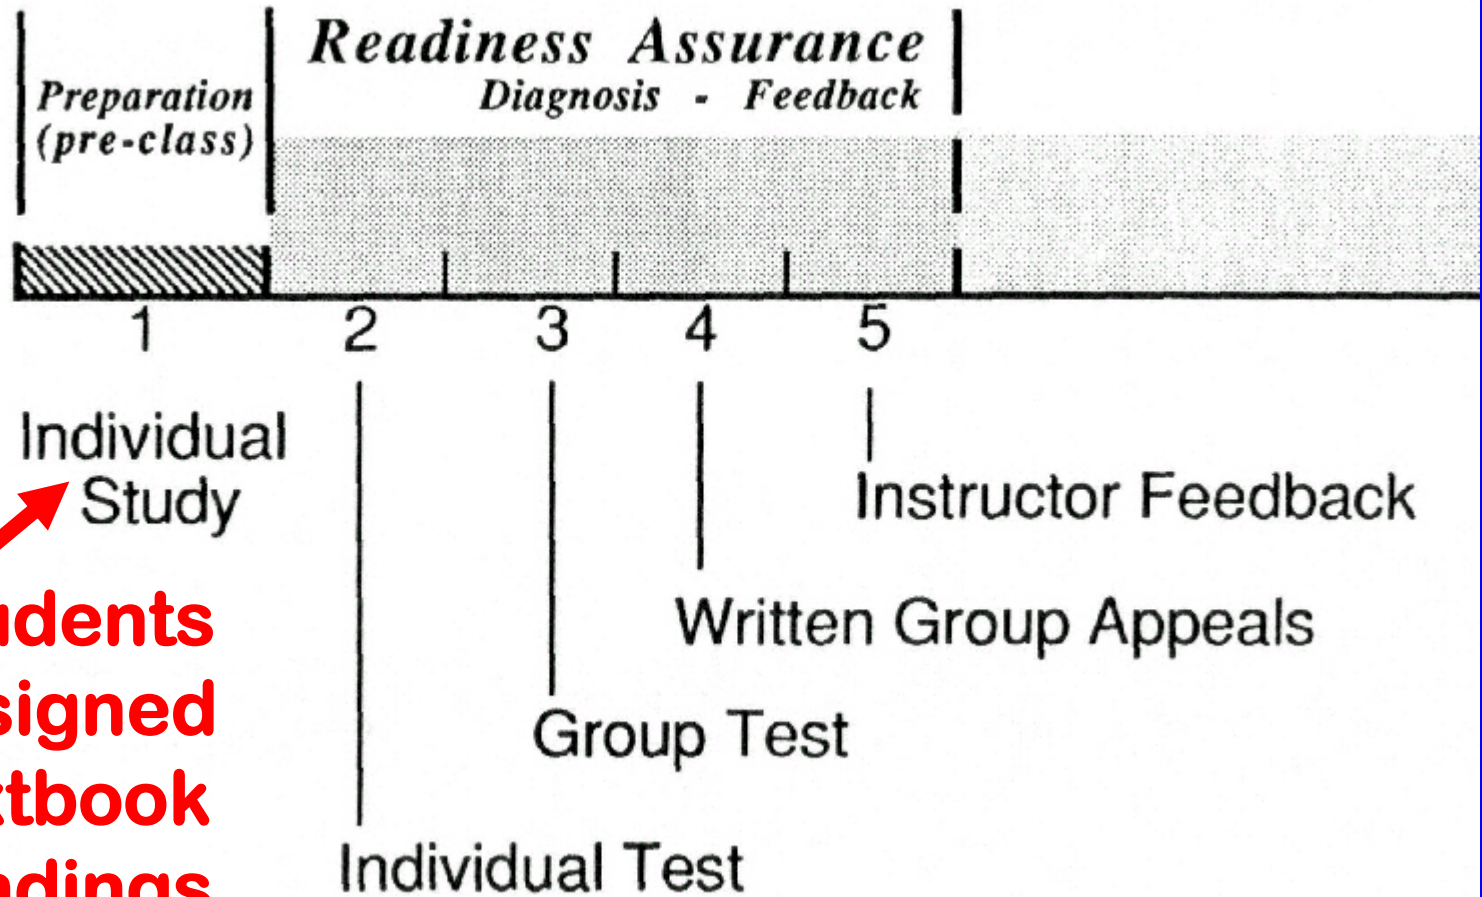 Readiness Assurance
Preparation
Diagnosis - Feedback
(pre-class)
1 2 3 4 5
Individual
Study
Instructor Feedback
Written Group Appeals
Group Test
Individual Test